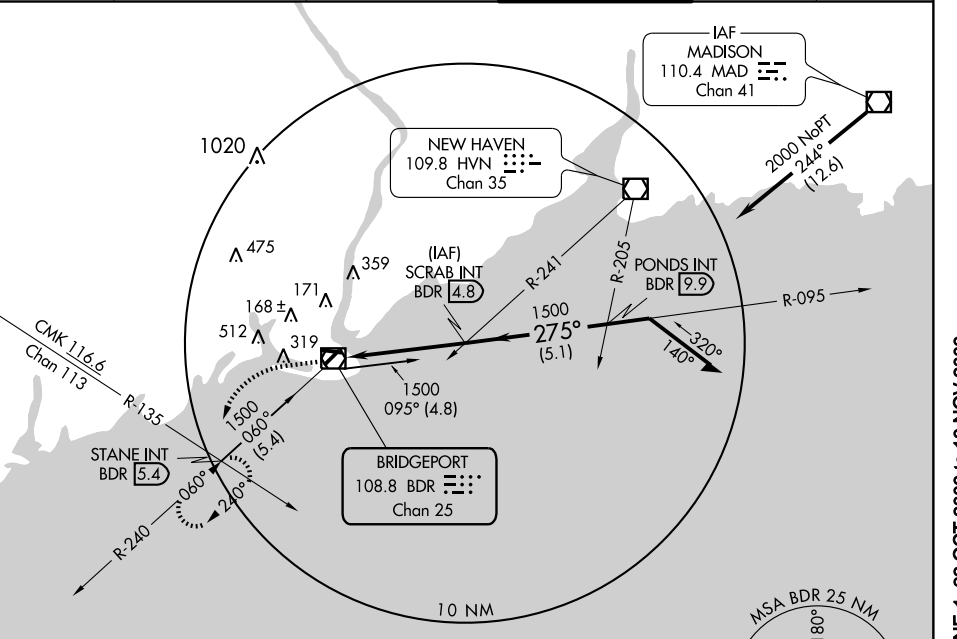 IAF
MADISON
110.4 MAD
Chan 41
2000 NoPT
244°
(12.6)
NEW HAVEN
109.8 HVN
Chan 35
1020
475
359
171
168 ±
512
319
(IAF)
SCRAB INT
BDR 4.8
R-241
R-205
PONDS INT
BDR 9.9
R-095
1500
275°
(5.1)
320°
140°
1500
095° (4.8)
CMK 116.6
Chan 113
R-135
1500
060°
(5.4)
STANE INT
BDR 5.4
060°
240°
R-240
BRIDGEPORT
108.8 BDR
Chan 25
10 NM
MSA BDR 25 NM